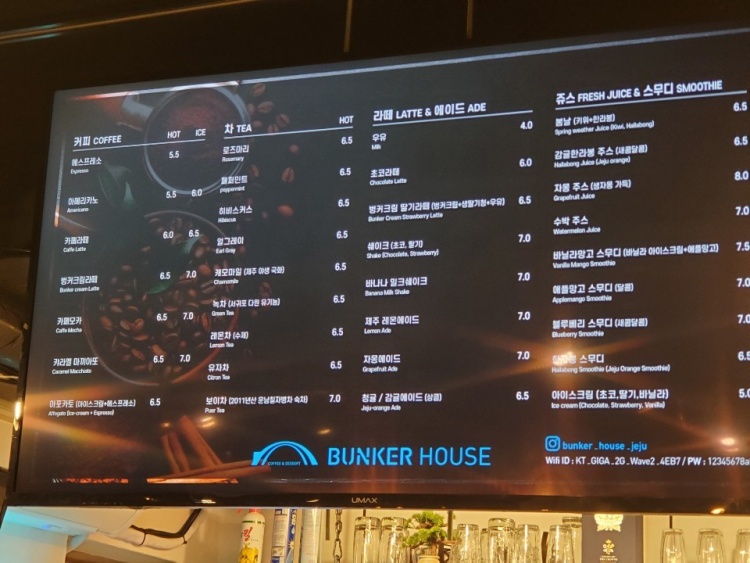 커피 COFFEE HOT ICE
에스프레소 5.5
Espresso
아메리카노 5.5 6.0
Americano
카페라떼 6.0 6.5
Caffe Latte
벙커크림라떼 6.5 7.0
Bunker cream Latte
카페모카 6.5 7.0
Caffe Mocha
카라멜 마끼아또 6.5 7.0
Caramel Macchiato
아포카토 (아이스크림+에스프레소) 6.5
Affogato (Ice-cream + Espresso)
차 TEA HOT
로즈마리 6.5
Rosemary
페퍼민트 6.5
peppermint
히비스커스 6.5
Hibiscus
얼그레이 6.5
Earl Gray
캐모마일 (제주 야생 국화) 6.5
Chamomile
녹차 (서귀포 다원 유기농) 6.5
Green Tea
레몬차 (수제) 6.5
Lemon Tea
유자차 6.5
Citron Tea
보이차 (2011년산 운남칠자병차 숙차) 7.0
Puer Tea
라떼 LATTE & 에이드 ADE
우유 4.0
Milk
초코라떼 6.0
Chocolate Latte
벙커크림 딸기라떼 (벙커크림+생딸기청+우유) 6.5
Bunker Cream Strawberry Latte
쉐이크 (초코, 딸기) 7.0
Shake (Chocolate, Strawberry)
바나나 밀크쉐이크 7.0
Banana Milk Shake
제주 레몬에이드 7.0
Lemon Ade
자몽에이드 7.0
Grapefruit Ade
청귤 / 감귤에이드 (상큼) 6.5
Jeju-orange Ade
쥬스 FRESH JUICE & 스무디 SMOOTHIE
봄날 (키위+한라봉) 6.5
Spring weather Juice (Kiwi, Hallabong)
감귤한라봉 주스 (새콤달콤) 6.5
Hallabong Juice (Jeju orange)
자몽 주스 (생자몽 가득) 8.0
Grapefruit Juice
수박 주스 7.0
Watermelon Juice
바닐라망고 스무디 (바닐라 아이스크림+애플망고) 7.5
Vanilla Mango Smoothie
애플망고 스무디 (달콤) 7.0
Applemango Smoothie
블루베리 스무디 (새콤달콤) 7.0
Blueberry Smoothie
스무디 6.5
Hallabong Smoothie (Jeju Orange Smoothie)
아이스크림 (초코,딸기,바닐라) 5.0
Ice cream (Chocolate, Strawberry, Vanilla)
COFFEE & DESSERT
BUNKER HOUSE
bunker_house_jeju
Wifi ID : KT_GIGA_2G_Wave2_4EB7 / PW : 12345678a
UMAX